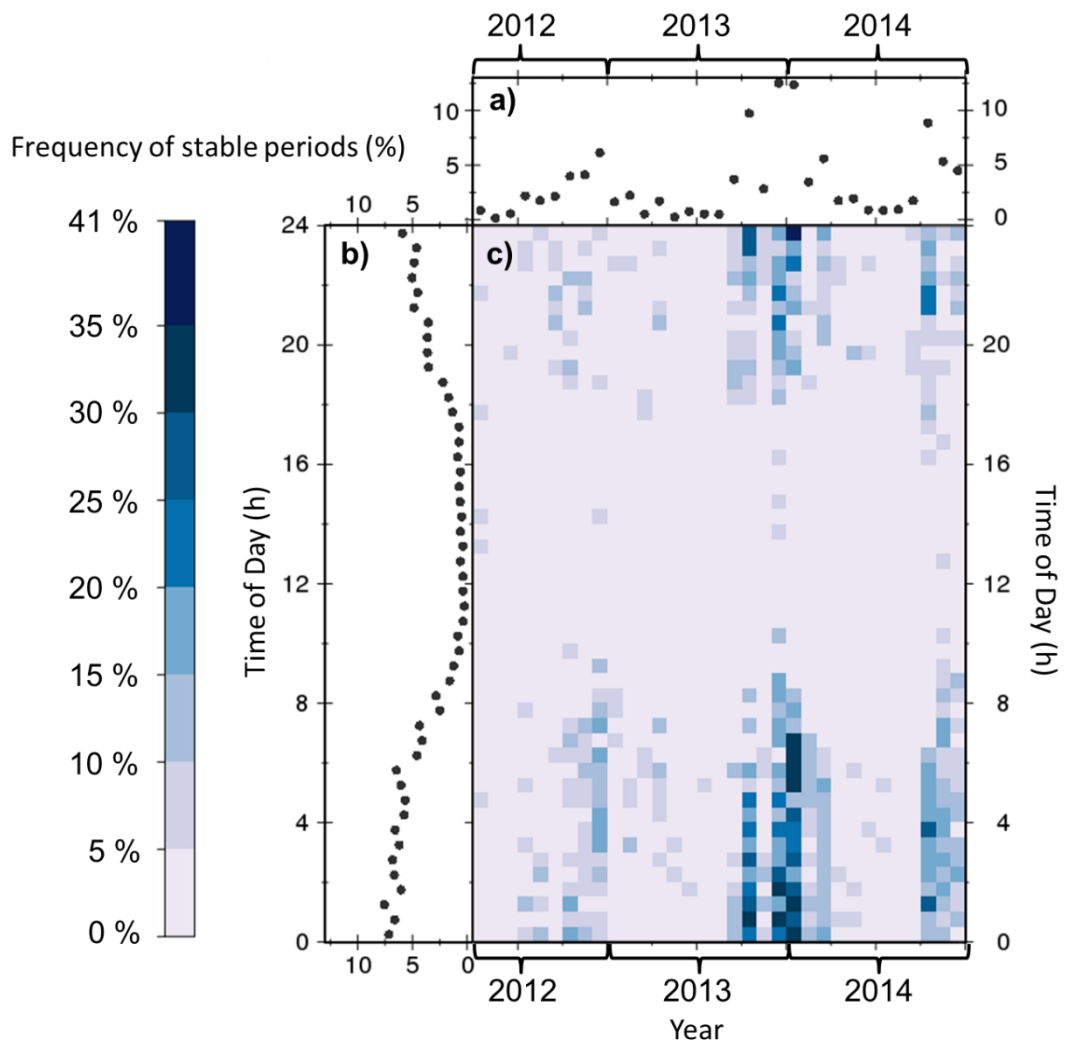 2012 2013 2014
a)
10 10
Frequency of stable periods (%)
5 5
10 5 0
41 %
24
b) c)
35 %
20 20
30 %
25 %
16 16
Time of Day (h)
Time of Day (h)
20 %
12 12
15 %
8 8
10 %
4 4
5 %
0 %
0 0
10 5 0
2012 2013 2014
Year